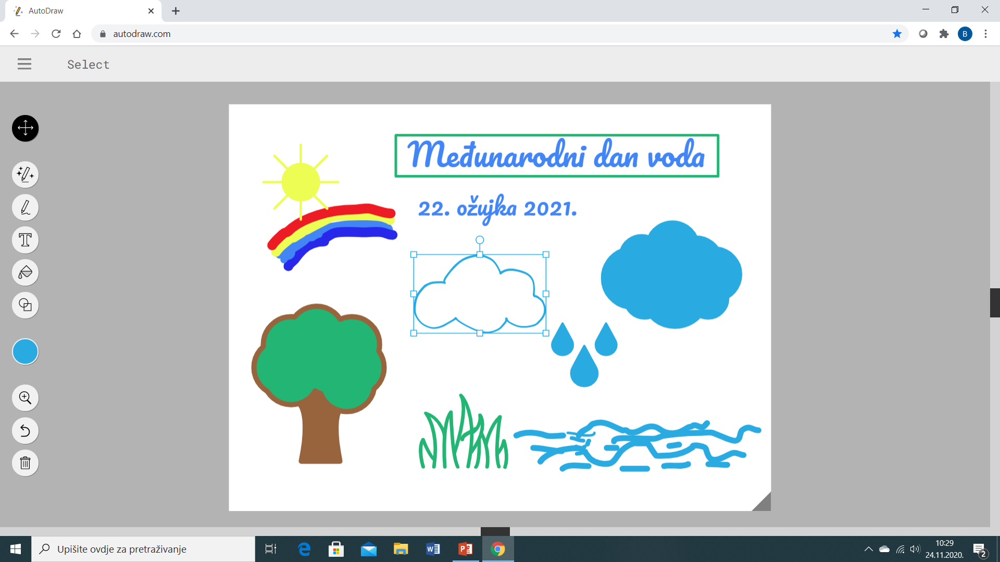 AutoDraw
autodraw.com
B
Select
Međunarodni dan voda
22. ožujka 2021.
Upišite ovdje za pretraživanje
10:29
24.11.2020.
2